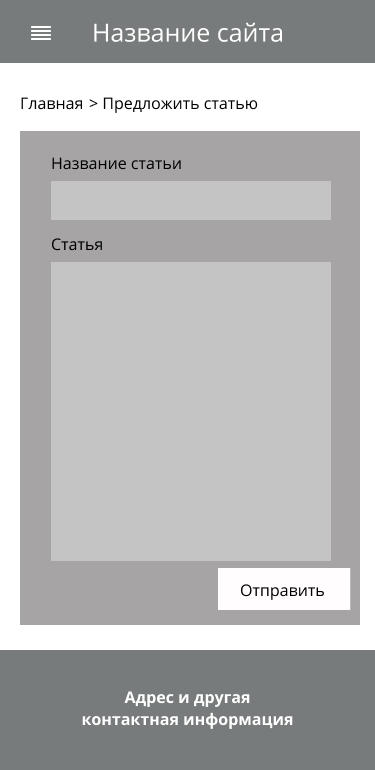 Название сайта
Главная > Предложить статью
Название статьи
Статья
Отправить
Адрес и другая
контактная информация